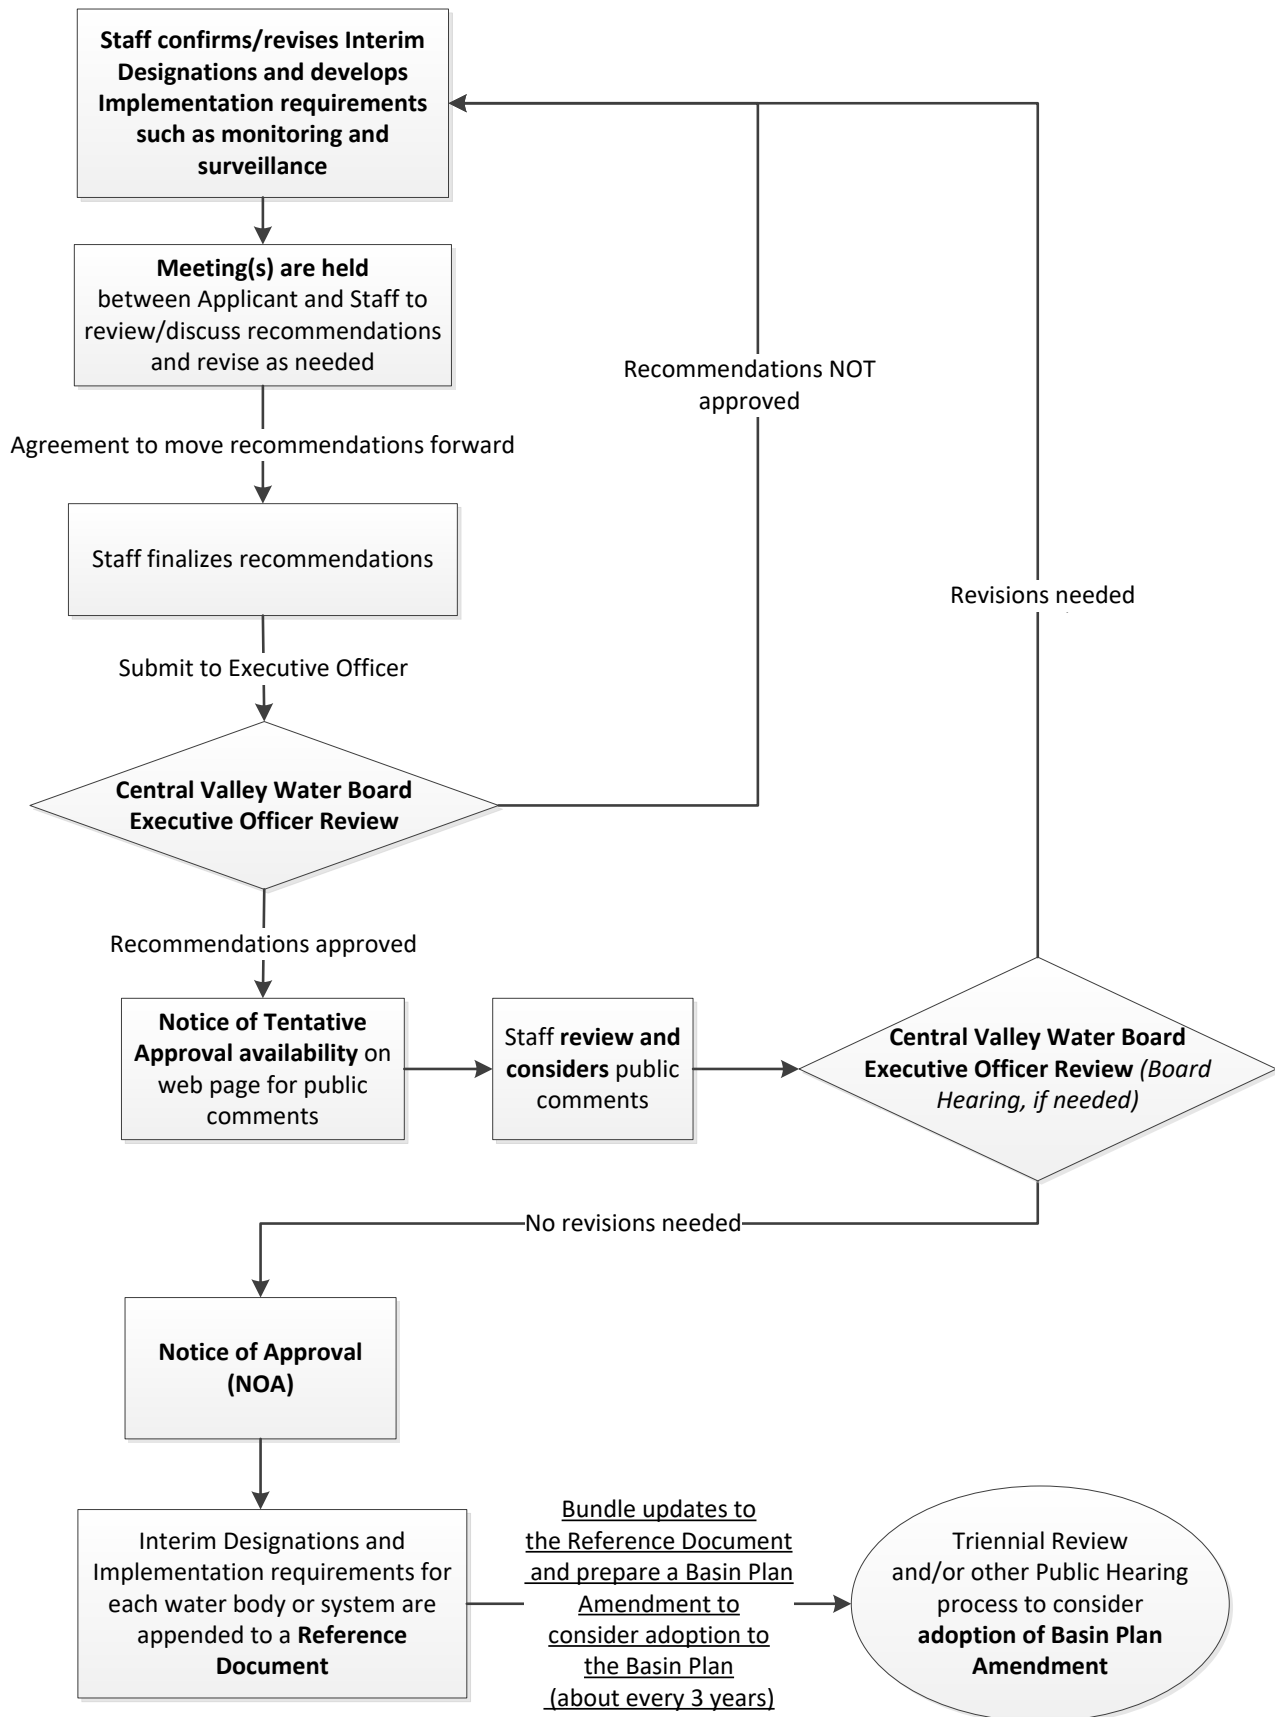 Staff confirms/revises Interim
Designations and develops
Implementation requirements
such as monitoring and
surveillance
Meeting(s) are held
between Applicant and Staff to
review/discuss recommendations
and revise as needed
Recommendations NOT
approved
Agreement to move recommendations forward
Staff finalizes recommendations
Revisions needed
Submit to Executive Officer
Central Valley Water Board
Executive Officer Review
Recommendations approved
Notice of Tentative
Approval availability on
web page for public
comments
Staff review and
considers public
comments
Central Valley Water Board
Executive Officer Review (Board
Hearing, if needed)
No revisions needed
Notice of Approval
(NOA)
Interim Designations and
Implementation requirements for
each water body or system are
appended to a Reference
Document
Bundle updates to
the Reference Document
and prepare a Basin Plan
Amendment to
consider adoption to
the Basin Plan
(about every 3 years)
Triennial Review
and/or other Public Hearing
process to consider
adoption of Basin Plan
Amendment